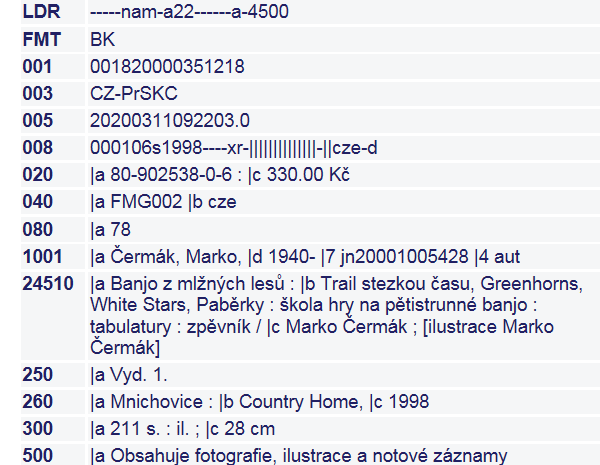 LDR -----nam-a22------a-4500
FMT BK
001 001820000351218
003 CZ-PrSKC
005 20200311092203.0
008 000106s1998----xr-||||||||||||||-||cze-d
020 |a 80-902538-0-6 : |c 330.00 Kč
040 |a FMG002 |b cze
080 |a 78
1001 |a Čermák, Marko, |d 1940- |7 jn20001005428 |4 aut
24510 |a Banjo z mlžných lesů : |b Trail stezkou času, Greenhorns,
White Stars, Paběrky : škola hry na pětistrunné banjo :
tabulatury : zpěvník / |c Marko Čermák ; [ilustrace Marko
Čermák]
250 |a Vyd. 1.
260 |a Mnichovice : |b Country Home, |c 1998
300 |a 211 s. : il. ; |c 28 cm
500 |a Obsahuje fotografie, ilustrace a notové záznamy